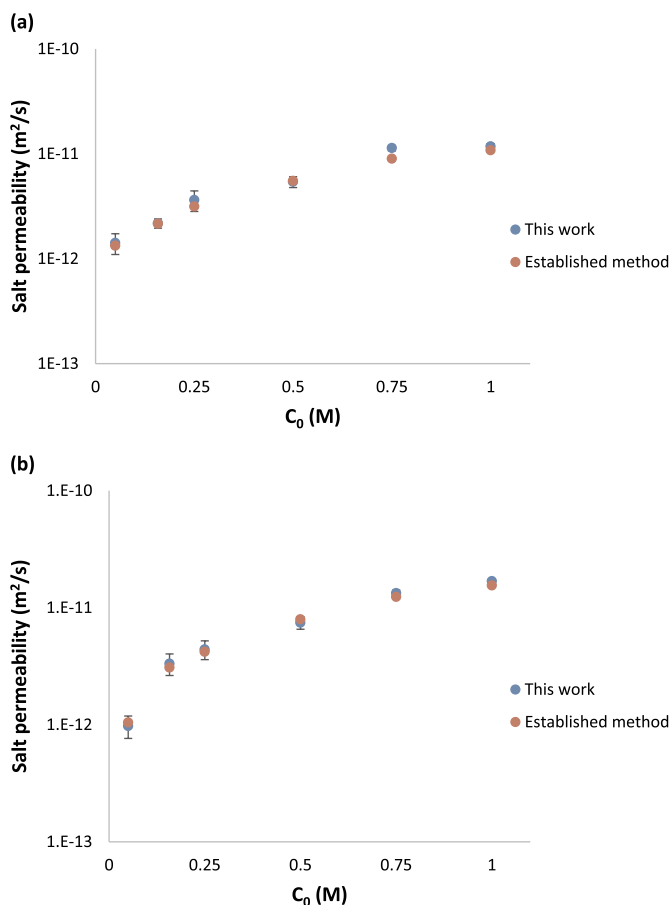 (a)
1E-10
1E-11
1E-12
1E-13
Salt permeability (m²/s)
0 0.25 0.5 0.75 1
C₀ (M)
This work
Established method
(b)
1.E-10
1.E-11
1.E-12
1.E-13
Salt permeability (m²/s)
0 0.25 0.5 0.75 1
C₀ (M)
This work
Established method